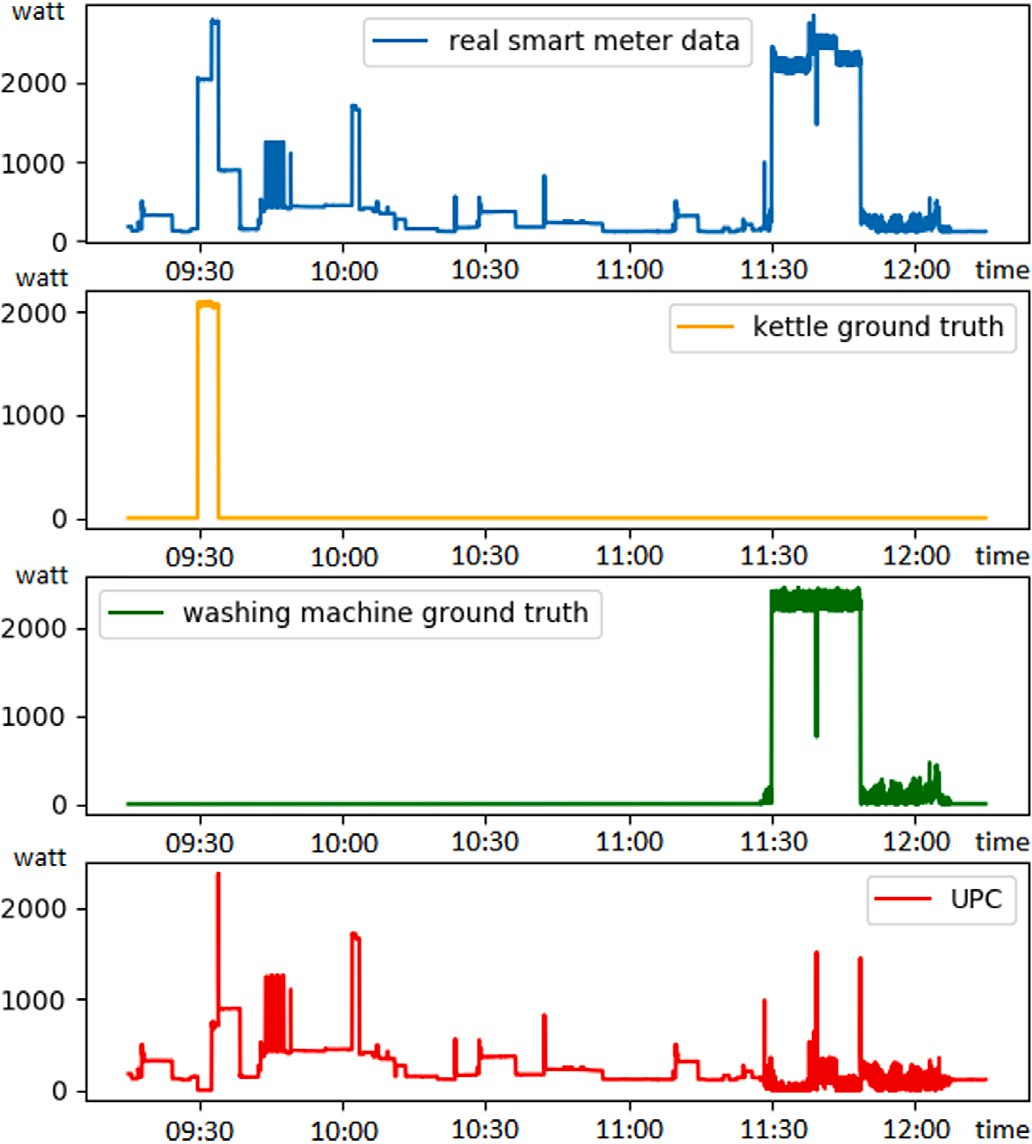 watt
real smart meter data
2000
1000
0
09:30 10:00 10:30 11:00 11:30 12:00 time
watt
kettle ground truth
2000
1000
0
09:30 10:00 10:30 11:00 11:30 12:00 time
watt
washing machine ground truth
2000
1000
0
09:30 10:00 10:30 11:00 11:30 12:00 time
watt
UPC
2000
1000
0
09:30 10:00 10:30 11:00 11:30 12:00 time